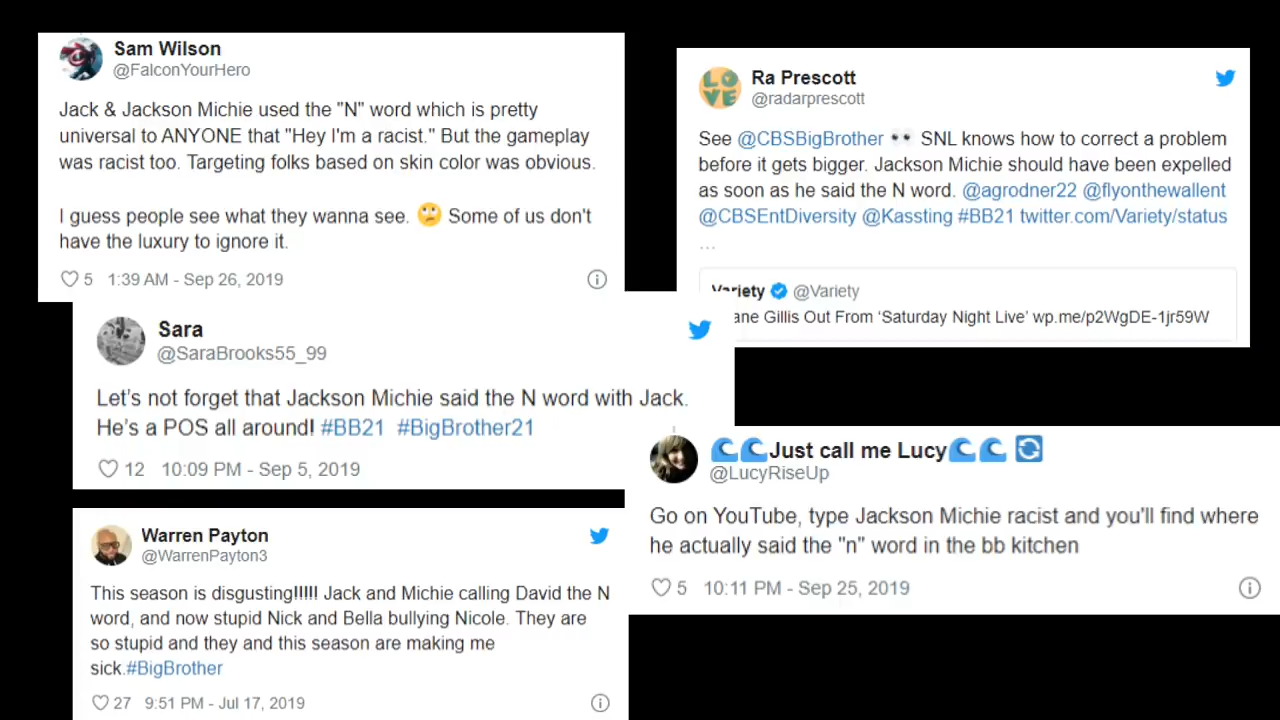 Sam Wilson
@FalconYourHero
Jack & Jackson Michie used the "N" word which is pretty
universal to ANYONE that "Hey I'm a racist." But the gameplay
was racist too. Targeting folks based on skin color was obvious.
I guess people see what they wanna see. 🙄 Some of us don't
have the luxury to ignore it.
5 1:39 AM - Sep 26, 2019
Ra Prescott
@radarprescott
See @CBSBigBrother 👀 SNL knows how to correct a problem
before it gets bigger. Jackson Michie should have been expelled
as soon as he said the N word. @agrodner22 @flyonthewallent
@CBSEntDiversity @Kassting #BB21 twitter.com/Variety/status
...
Variety @Variety
ane Gillis Out From ‘Saturday Night Live’ wp.me/p2WgDE-1jr59W
Sara
@SaraBrooks55_99
Let’s not forget that Jackson Michie said the N word with Jack.
He’s a POS all around! #BB21 #BigBrother21
12 10:09 PM - Sep 5, 2019
🌊🌊Just call me Lucy🌊🌊 🔄
@LucyRiseUp
Go on YouTube, type Jackson Michie racist and you'll find where
he actually said the "n" word in the bb kitchen
5 10:11 PM - Sep 25, 2019
Warren Payton
@WarrenPayton3
This season is disgusting!!!!! Jack and Michie calling David the N
word, and now stupid Nick and Bella bullying Nicole. They are
so stupid and they and this season are making me
sick.#BigBrother
27 9:51 PM - Jul 17, 2019
LOVE